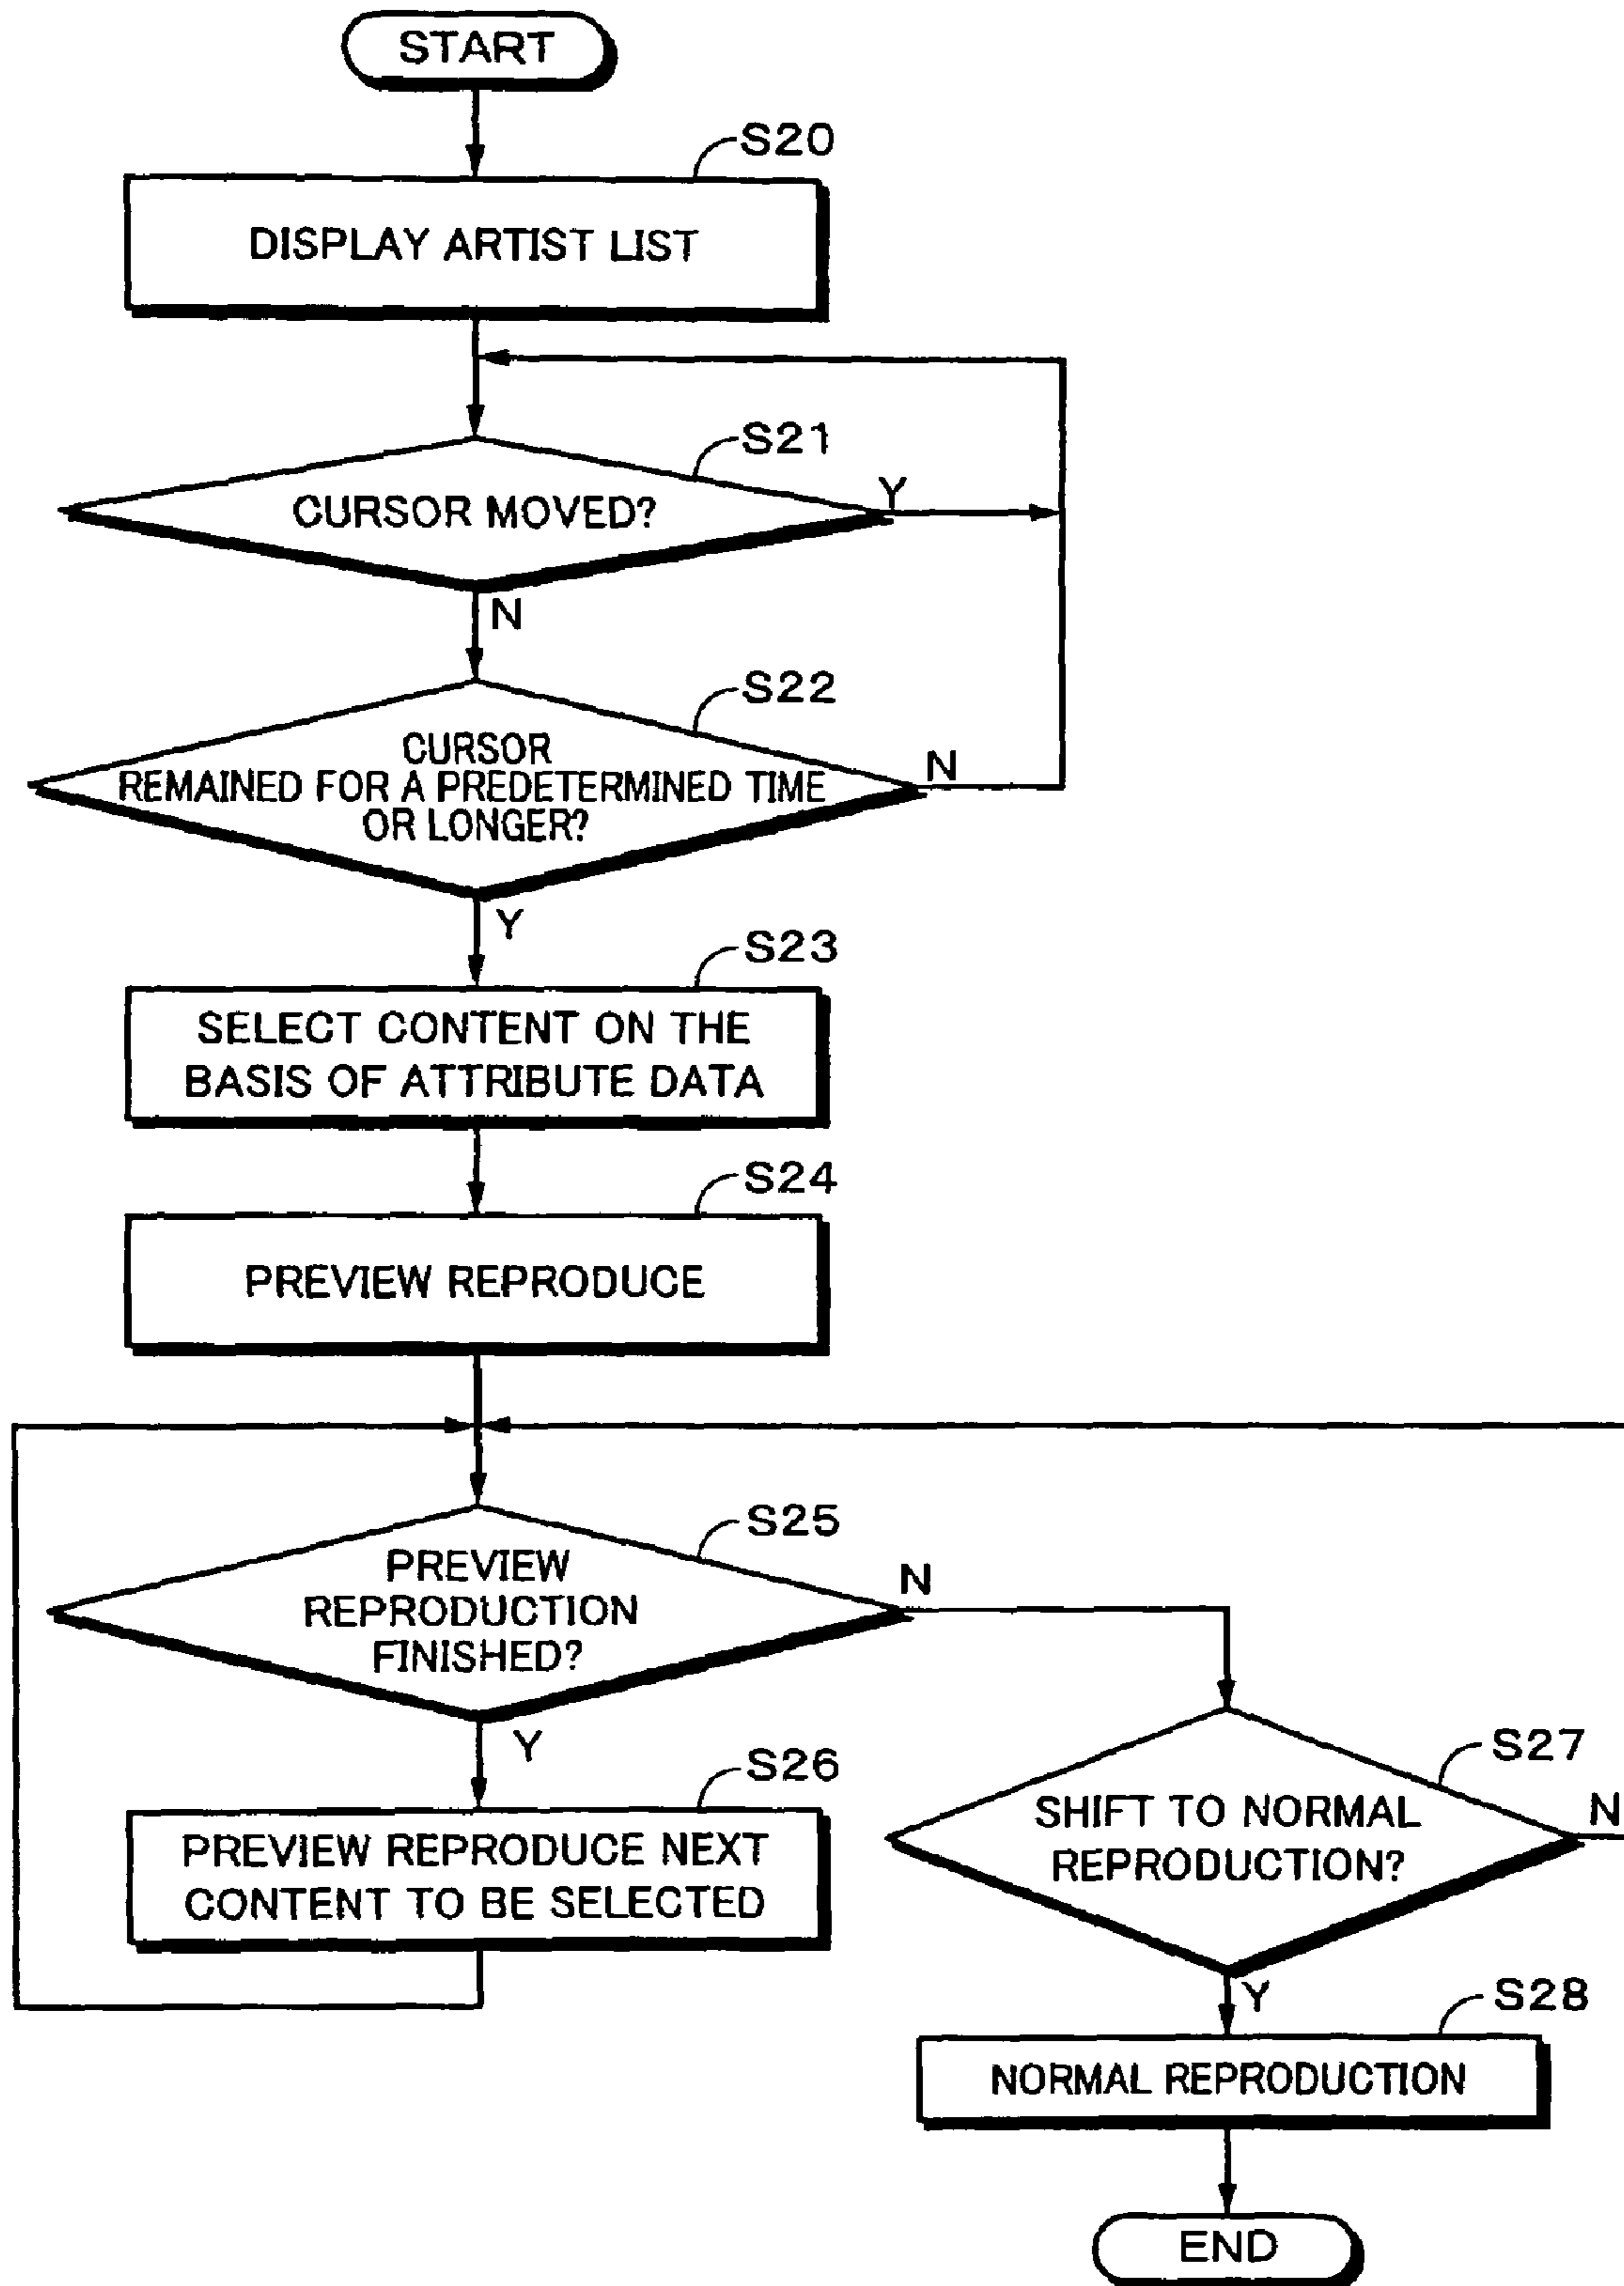 START
S20
DISPLAY ARTIST LIST
S21
CURSOR MOVED?
Y
N
S22
CURSOR
REMAINED FOR A PREDETERMINED TIME
OR LONGER?
N
Y
S23
SELECT CONTENT ON THE
BASIS OF ATTRIBUTE DATA
S24
PREVIEW REPRODUCE
S25
PREVIEW
REPRODUCTION
FINISHED?
N
Y
S26
PREVIEW REPRODUCE NEXT
CONTENT TO BE SELECTED
S27
SHIFT TO NORMAL
REPRODUCTION?
N
Y
S28
NORMAL REPRODUCTION
END